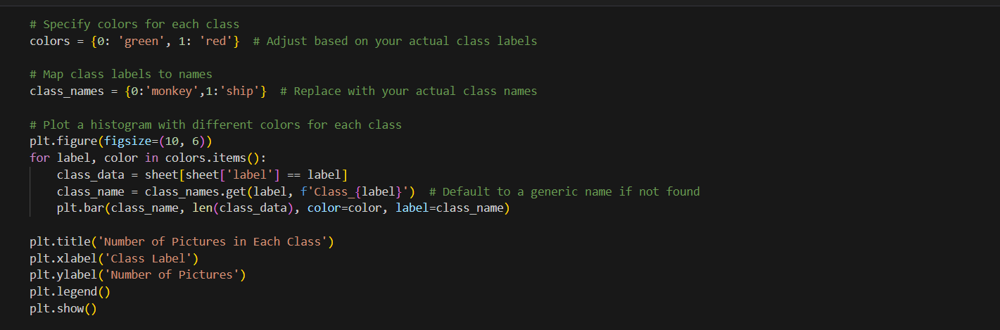 # Specify colors for each class
colors = {0: 'green', 1: 'red'}  # Adjust based on your actual class labels

# Map class labels to names
class_names = {0:'monkey',1:'ship'}  # Replace with your actual class names

# Plot a histogram with different colors for each class
plt.figure(figsize=(10, 6))
for label, color in colors.items():
    class_data = sheet[sheet['label'] == label]
    class_name = class_names.get(label, f'Class_{label}')  # Default to a generic name if not found
    plt.bar(class_name, len(class_data), color=color, label=class_name)

plt.title('Number of Pictures in Each Class')
plt.xlabel('Class Label')
plt.ylabel('Number of Pictures')
plt.legend()
plt.show()